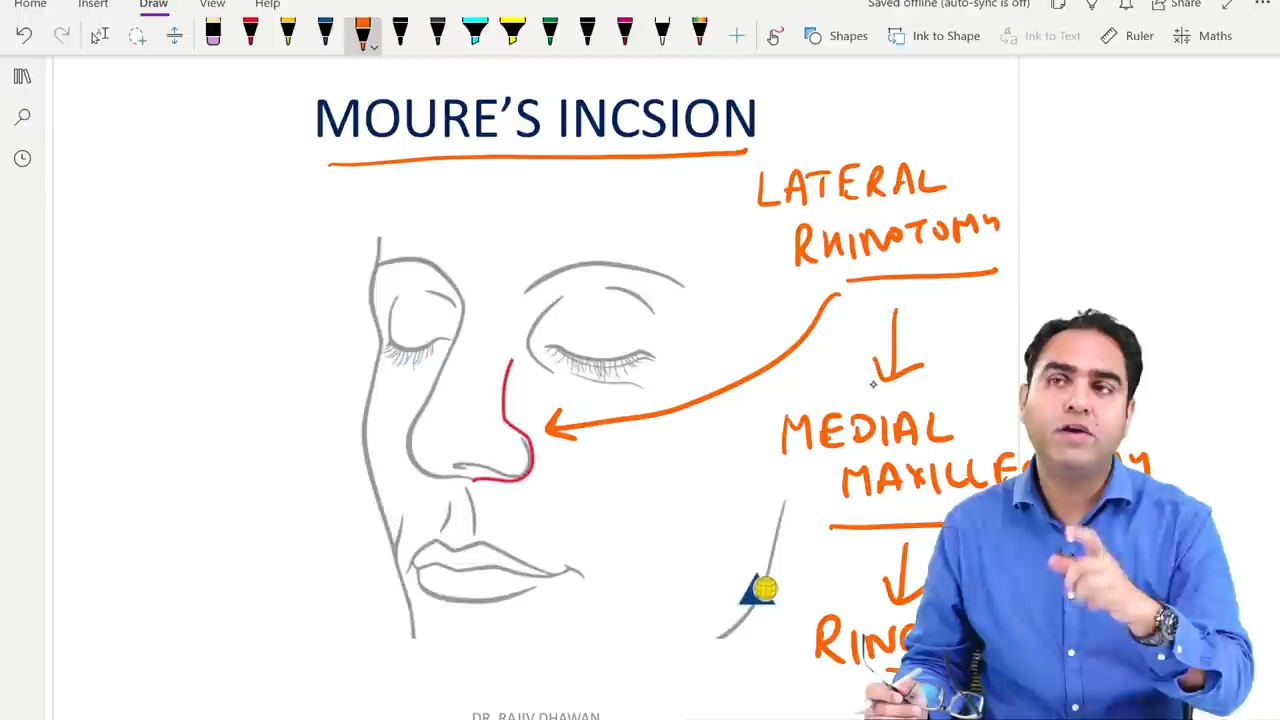 Home Insert Draw View Help Saved offline (auto-sync is off) Share
Shapes Ink to Shape Ink to Text Ruler Maths
MOURE'S INCSION
LATERAL
RHINOTOMY
MEDIAL
DR. RAJIV DHAWAN